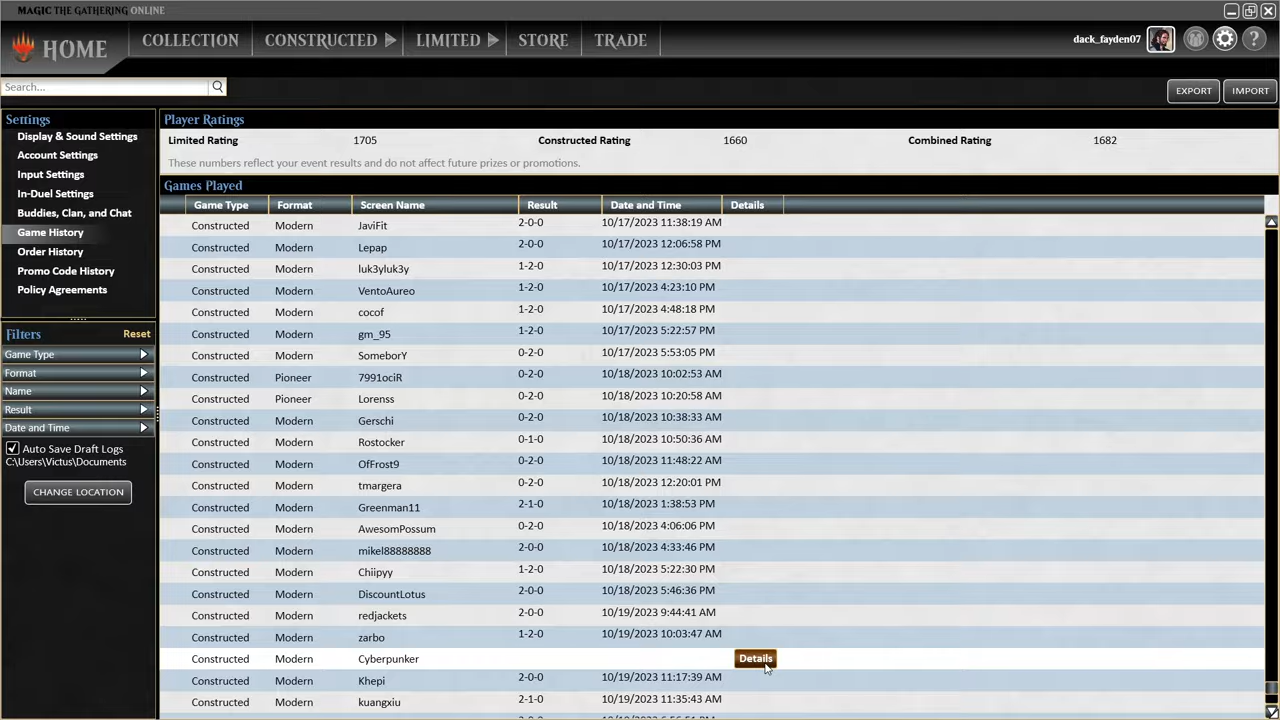 MAGIC THE GATHERING ONLINE
HOME COLLECTION CONSTRUCTED LIMITED STORE TRADE dack_fayden07 ?
Search... EXPORT IMPORT
Settings
Display & Sound Settings
Account Settings
Input Settings
In-Duel Settings
Buddies, Clan, and Chat
Game History
Order History
Promo Code History
Policy Agreements
Filters Reset
Game Type
Format
Name
Result
Date and Time
Auto Save Draft Logs
C:\Users\Victus\Documents
CHANGE LOCATION
Player Ratings
Limited Rating 1705 Constructed Rating 1660 Combined Rating 1682
These numbers reflect your event results and do not affect future prizes or promotions.
Games Played
Game Type Format Screen Name Result Date and Time Details
Constructed Modern JaviFit 2-0-0 10/17/2023 11:38:19 AM
Constructed Modern Lepap 2-0-0 10/17/2023 12:06:58 PM
Constructed Modern luk3yluk3y 1-2-0 10/17/2023 12:30:03 PM
Constructed Modern VentoAureo 1-2-0 10/17/2023 4:23:10 PM
Constructed Modern cocof 1-2-0 10/17/2023 4:48:18 PM
Constructed Modern gm_95 1-2-0 10/17/2023 5:22:57 PM
Constructed Modern SomeborY 0-2-0 10/17/2023 5:53:05 PM
Constructed Pioneer 7991ociR 0-2-0 10/18/2023 10:02:53 AM
Constructed Pioneer Lorenss 0-2-0 10/18/2023 10:20:58 AM
Constructed Modern Gerschi 0-2-0 10/18/2023 10:38:33 AM
Constructed Modern Rostocker 0-1-0 10/18/2023 10:50:36 AM
Constructed Modern OfFrost9 0-2-0 10/18/2023 11:48:22 AM
Constructed Modern tmargera 0-2-0 10/18/2023 12:20:01 PM
Constructed Modern Greenman11 2-1-0 10/18/2023 1:38:53 PM
Constructed Modern AwesomPossum 0-2-0 10/18/2023 4:06:06 PM
Constructed Modern mikel88888888 2-0-0 10/18/2023 4:33:46 PM
Constructed Modern Chiipyy 1-2-0 10/18/2023 5:22:30 PM
Constructed Modern DiscountLotus 2-0-0 10/18/2023 5:46:36 PM
Constructed Modern redjackets 2-0-0 10/19/2023 9:44:41 AM
Constructed Modern zarbo 1-2-0 10/19/2023 10:03:47 AM
Constructed Modern Cyberpunker Details
Constructed Modern Khepi 2-0-0 10/19/2023 11:17:39 AM
Constructed Modern kuangxiu 2-1-0 10/19/2023 11:35:43 AM